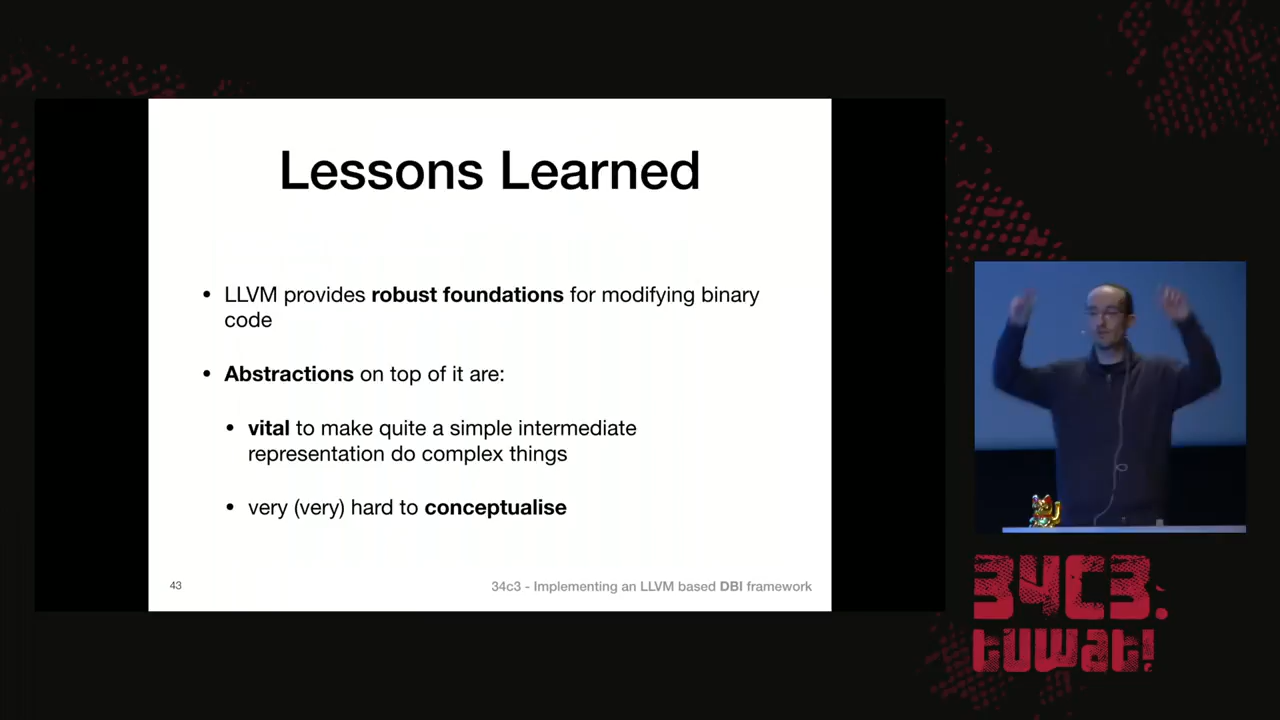 Lessons Learned
• LLVM provides robust foundations for modifying binary
code
• Abstractions on top of it are:
• vital to make quite a simple intermediate
representation do complex things
• very (very) hard to conceptualise
43
34c3 - Implementing an LLVM based DBI framework
34C3.
tuwat!